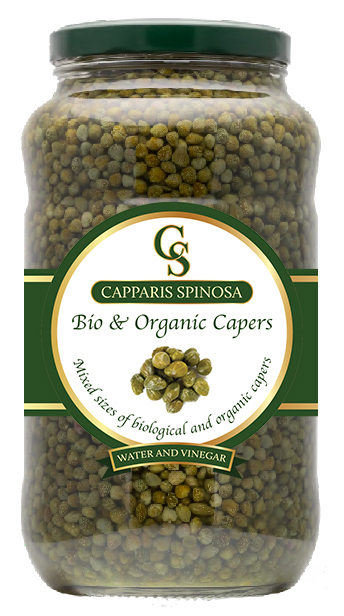 CS
CAPPARIS SPINOSA
Bio & Organic Capers
Mixed sizes of biological and organic capers
WATER AND VINEGAR